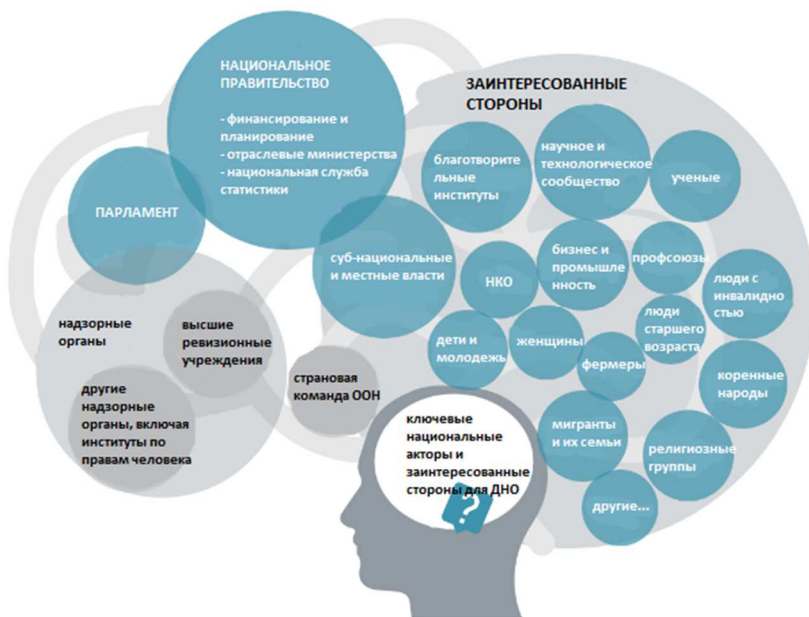 НАЦИОНАЛЬНОЕ
ПРАВИТЕЛЬСТВО
- финансирование и
планирование
- отраслевые министерства
- национальная служба
статистики
ПАРЛАМЕНТ
надзорные
органы
высшие
ревизионные
учреждения
другие
надзорные
органы, включая
институты по
правам человека
суб-национальные
и местные власти
страновая
команда ООН
ЗАИНТЕРЕСОВАННЫЕ
СТОРОНЫ
благотворите
льные
институты
научное и
технологическое
сообщество
ученые
НКО
бизнес и
промышле
нность
профсоюзы
люди с
инвалидно
стью
дети и
молодежь
женщины
фермеры
люди
старшего
возраста
коренные
народы
мигранты
и их семьи
религиозные
группы
другие...
ключевые
национальные
акторы и
заинтересованные
стороны для ДНО
?